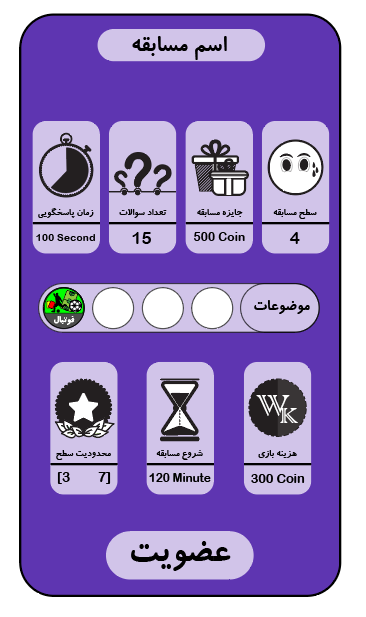 اسم مسابقه
سطح مسابقه
4
جایزه مسابقه
500 Coin
تعداد سوالات
15
زمان پاسخگویی
100 Second
موضوعات
فوتبال
WK
هزینه بازی
300 Coin
شروع مسابقه
120 Minute
محدودیت سطح
[3 7]
عضویت